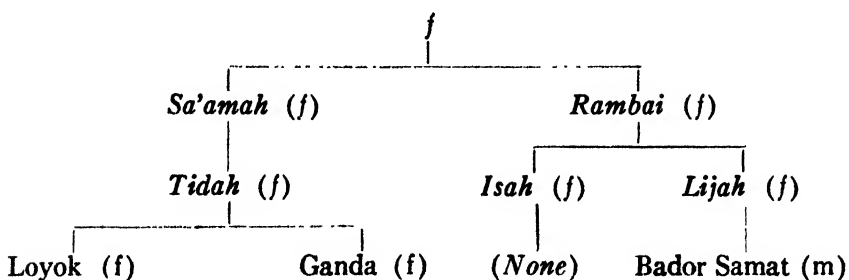 f
Sa'amah (f) Rambai (f)
Tidah (f) Isah (f) Lijah (f)
Loyok (f) Ganda (f) (None) Bador Samat (m)